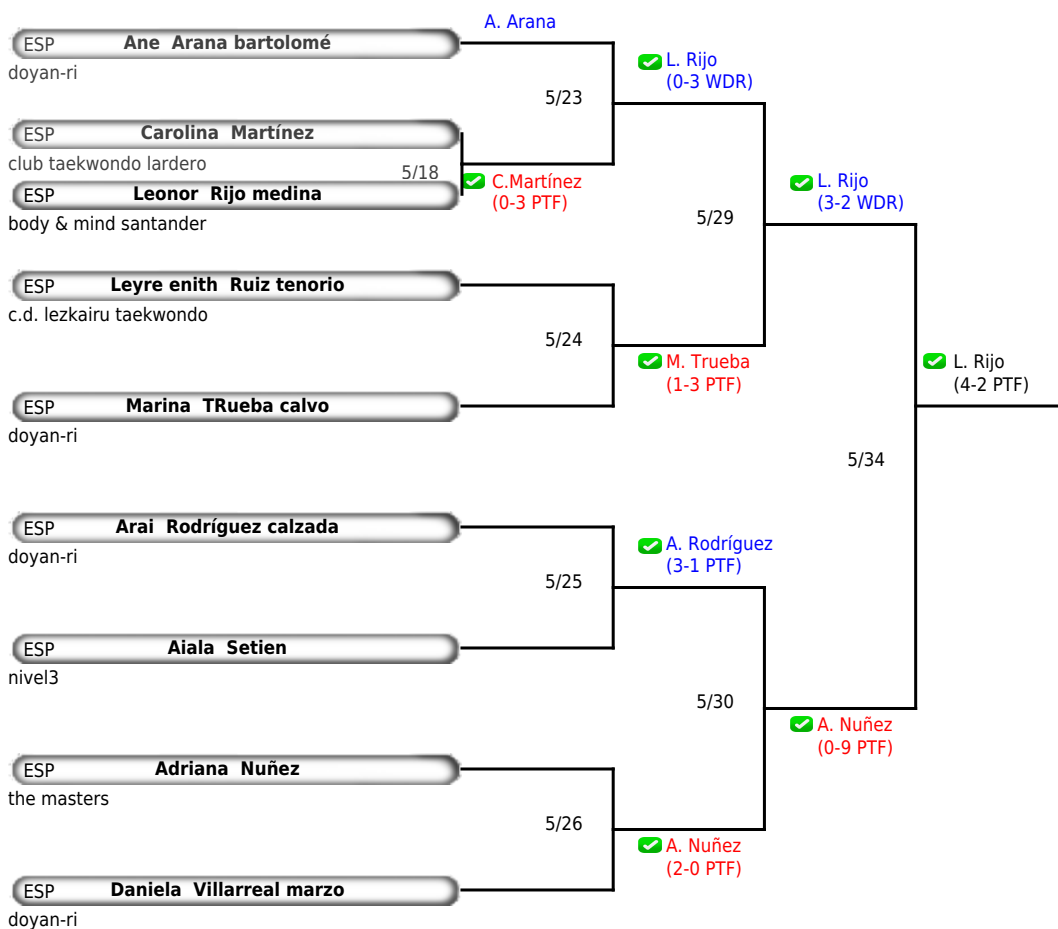 A. Arana
ESP Ane Arana bartolomé
doyan-ri
L. Rijo
(0-3 WDR)
5/23
ESP Carolina Martínez
club taekwondo lardero
5/18
ESP Leonor Rijo medina
body & mind santander
C.Martínez
(0-3 PTF)
L. Rijo
(3-2 WDR)
5/29
ESP Leyre enith Ruiz tenorio
c.d. lezkairu taekwondo
5/24
M. Trueba
(1-3 PTF)
L. Rijo
(4-2 PTF)
ESP Marina TRueba calvo
doyan-ri
5/34
ESP Arai Rodríguez calzada
doyan-ri
A. Rodríguez
(3-1 PTF)
5/25
ESP Aiala Setien
nivel3
5/30
A. Nuñez
(0-9 PTF)
ESP Adriana Nuñez
the masters
5/26
A. Nuñez
(2-0 PTF)
ESP Daniela Villarreal marzo
doyan-ri